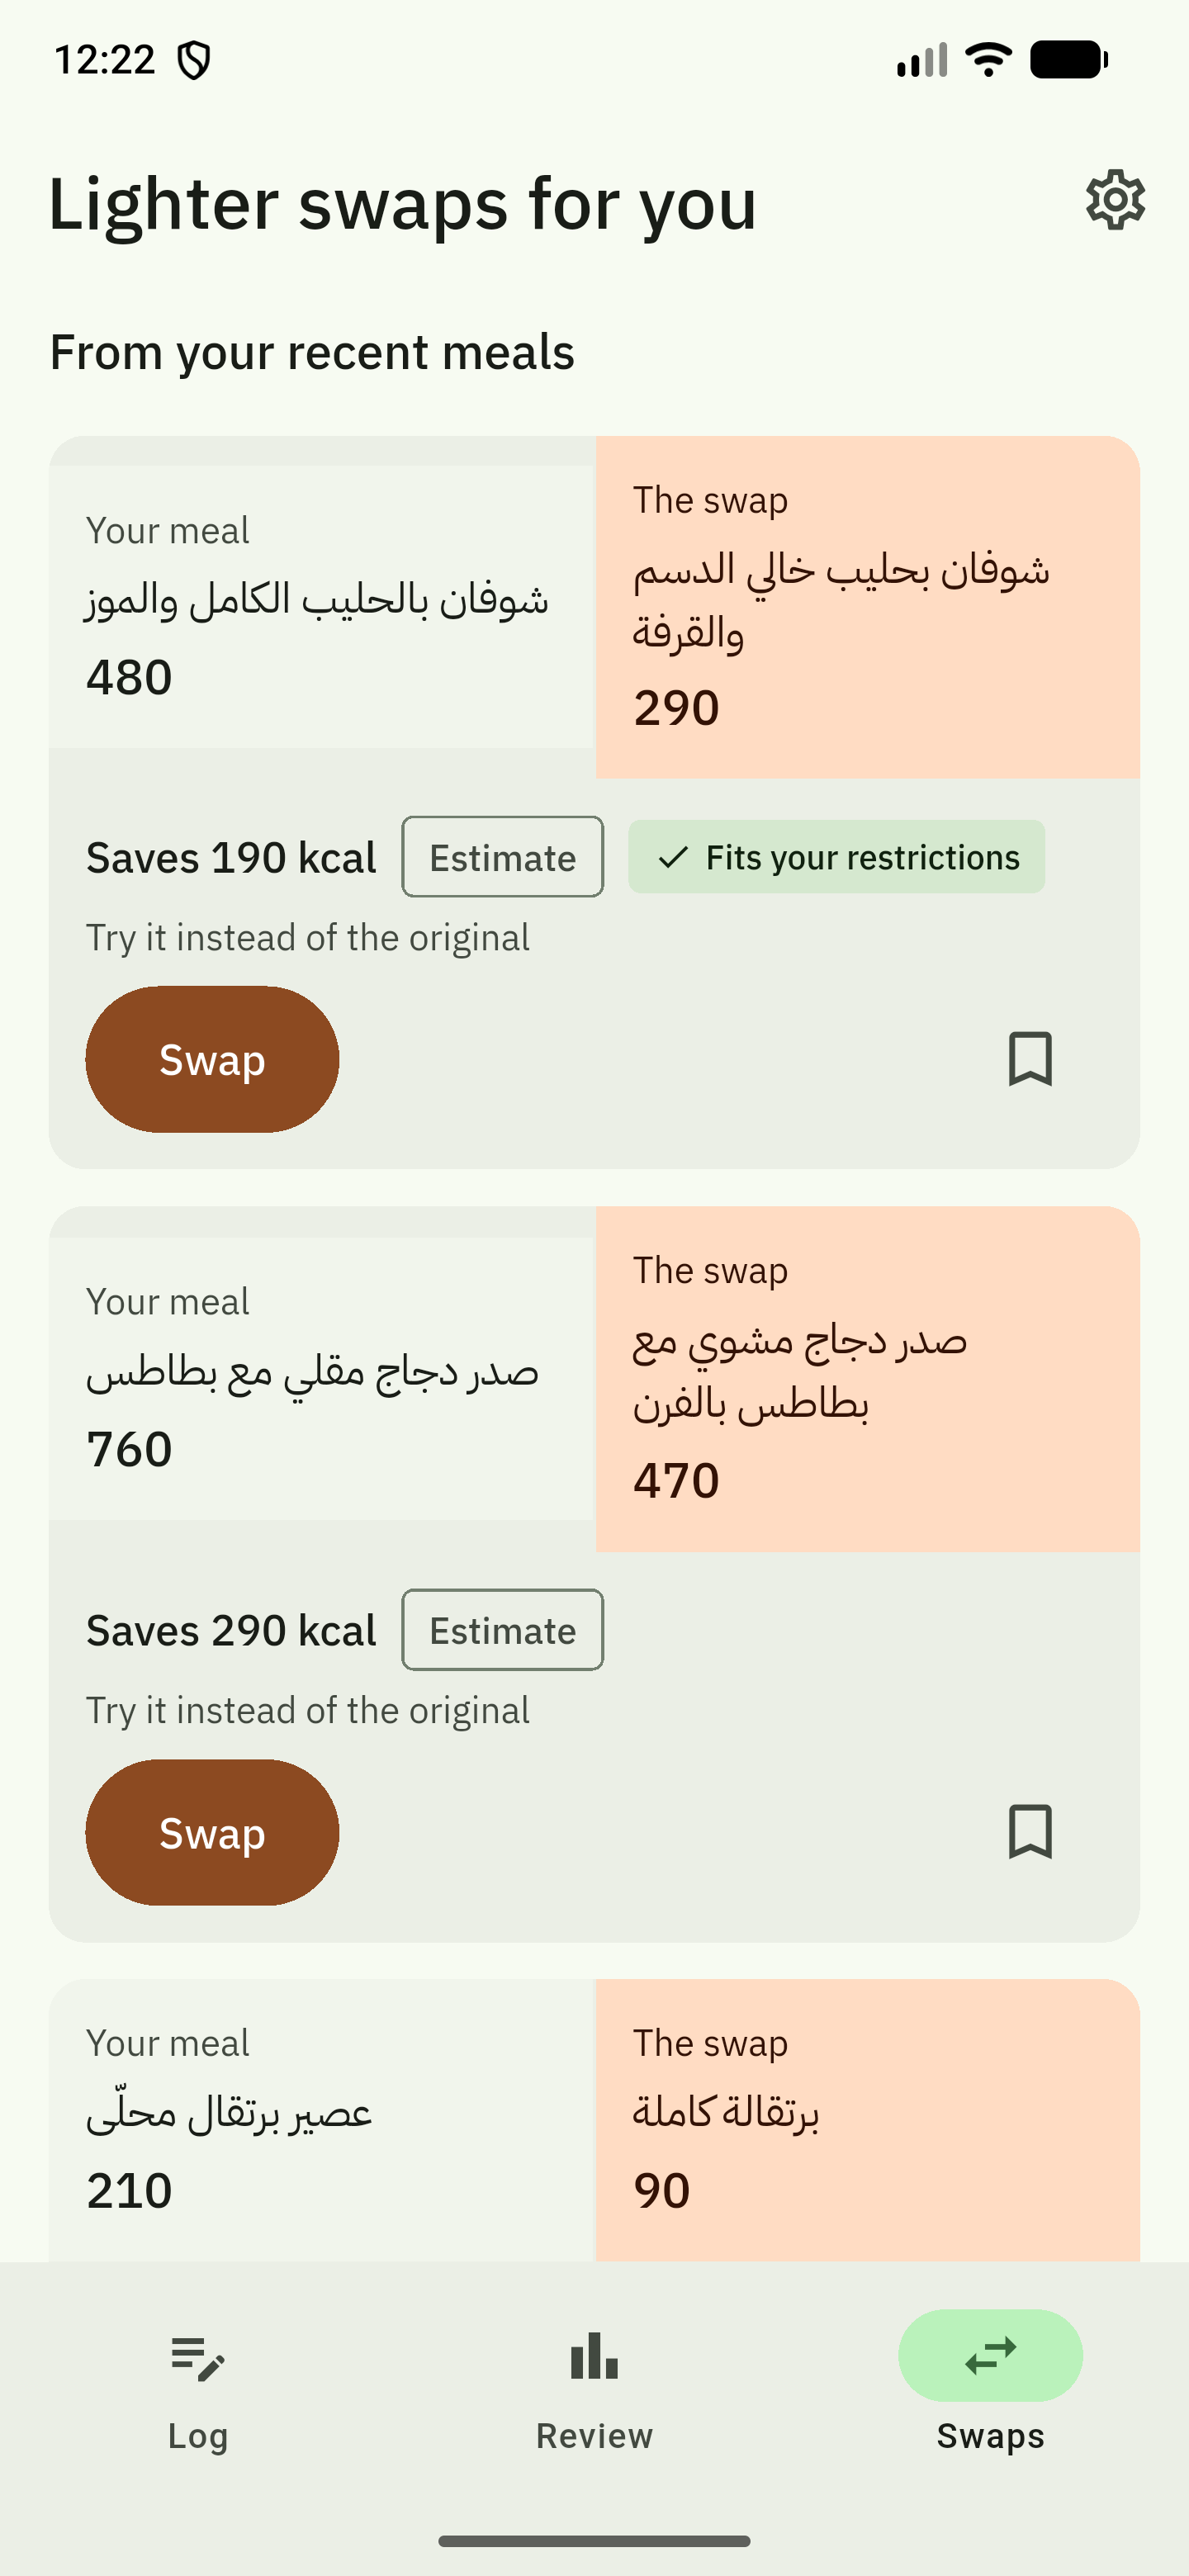 12:22
Lighter swaps for you
From your recent meals
Your meal
شوفان بالحليب الكامل والموز
480
The swap
شوفان بحليب خالي الدسم
والقرفة
290
Saves 190 kcal
Estimate
Fits your restrictions
Try it instead of the original
Swap
Your meal
صدر دجاج مقلي مع بطاطس
760
The swap
صدر دجاج مشوي مع
بطاطس بالفرن
470
Saves 290 kcal
Estimate
Try it instead of the original
Swap
Your meal
عصير برتقال محلّى
210
The swap
برتقالة كاملة
90
Log
Review
Swaps